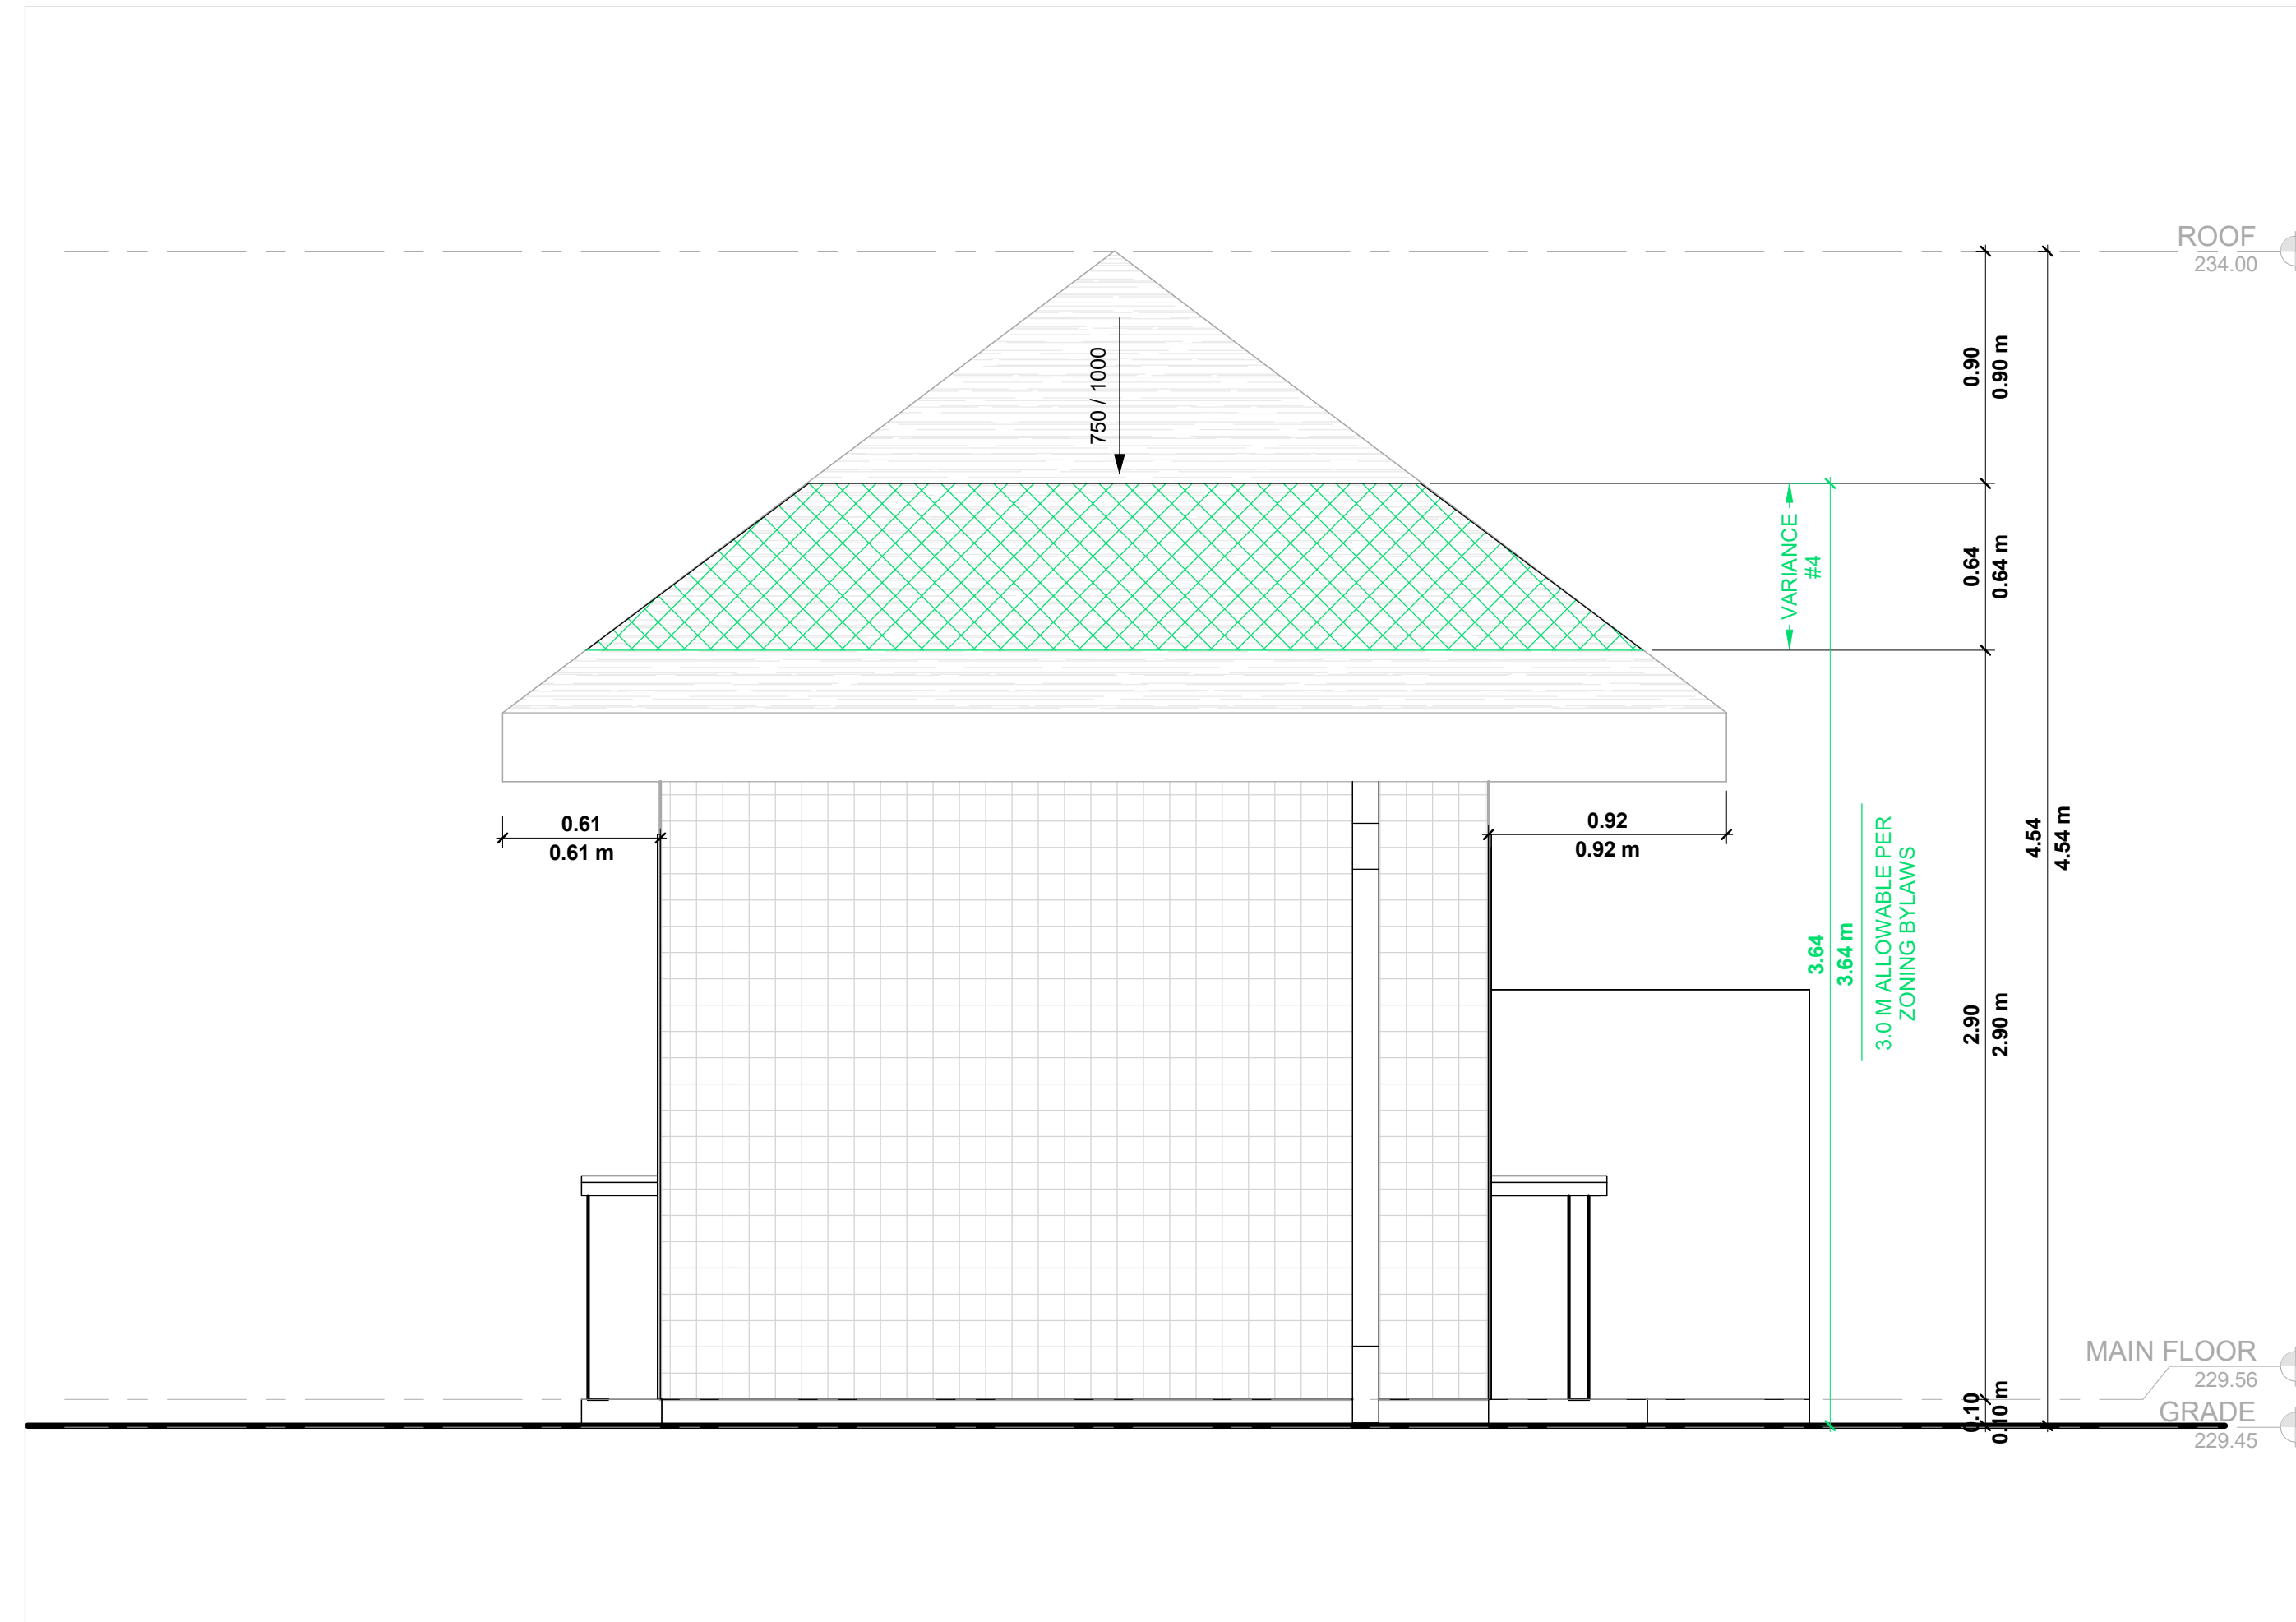 ROOF
234.00
750 / 1000
0.90
0.90 m
VARIANCE
#4
0.64
0.64 m
0.61
0.61 m
0.92
0.92 m
3.64
3.64 m
3.0 M ALLOWABLE PER
ZONING BYLAWS
2.90
2.90 m
4.54
4.54 m
MAIN FLOOR
229.56
0.10
0.10 m
GRADE
229.45